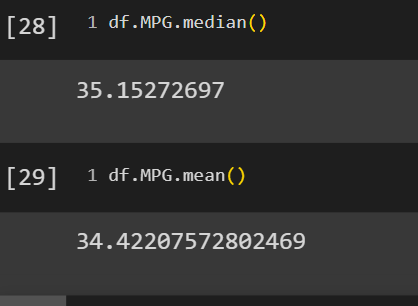 [28] 1 df.MPG.median()
35.15272697
[29] 1 df.MPG.mean()
34.42207572802469